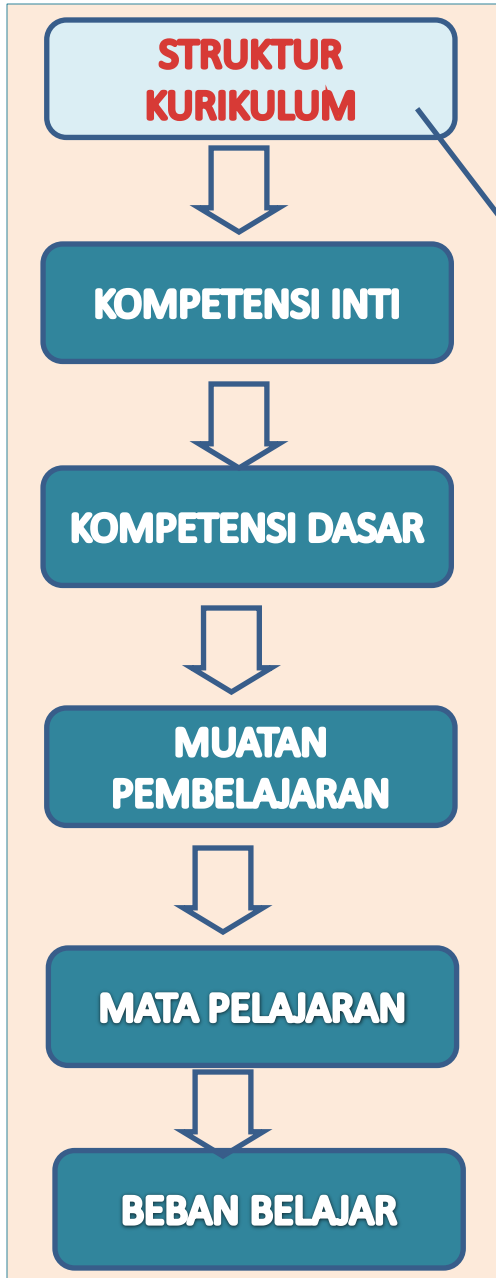 STRUKTUR
KURIKULUM
KOMPETENSI INTI
KOMPETENSI DASAR
MUATAN
PEMBELAJARAN
MATA PELAJARAN
BEBAN BELAJAR